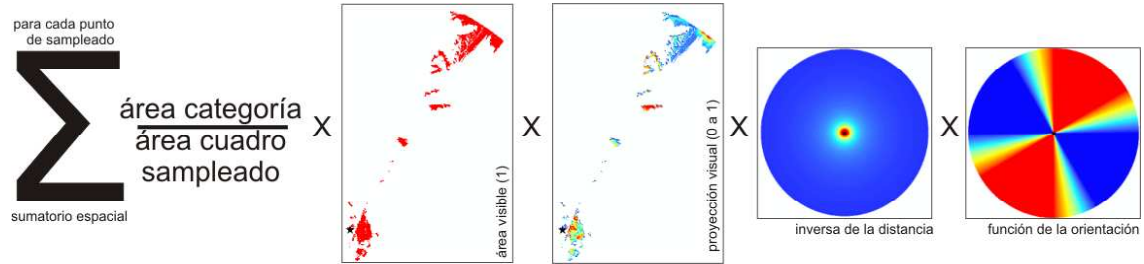 para cada punto
de sampleado
Σ
sumatorio espacial
área categoría
área cuadro
sampleado
X
área visible (1)
X
proyección visual (0 a 1)
X
inversa de la distancia
X
función de la orientación